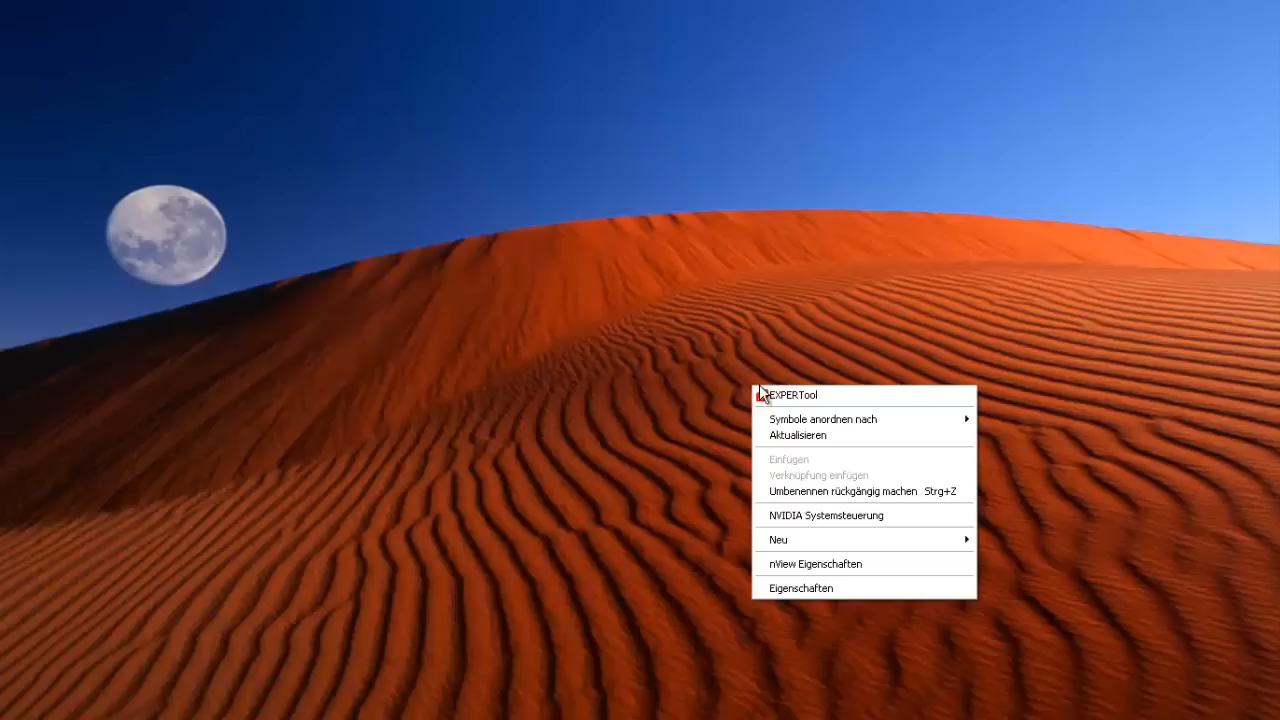 EXPERTool
Symbole anordnen nach
Aktualisieren
Einfügen
Verknüpfung einfügen
Umbenennen rückgängig machen Strg+Z
NVIDIA Systemsteuerung
Neu
nView Eigenschaften
Eigenschaften